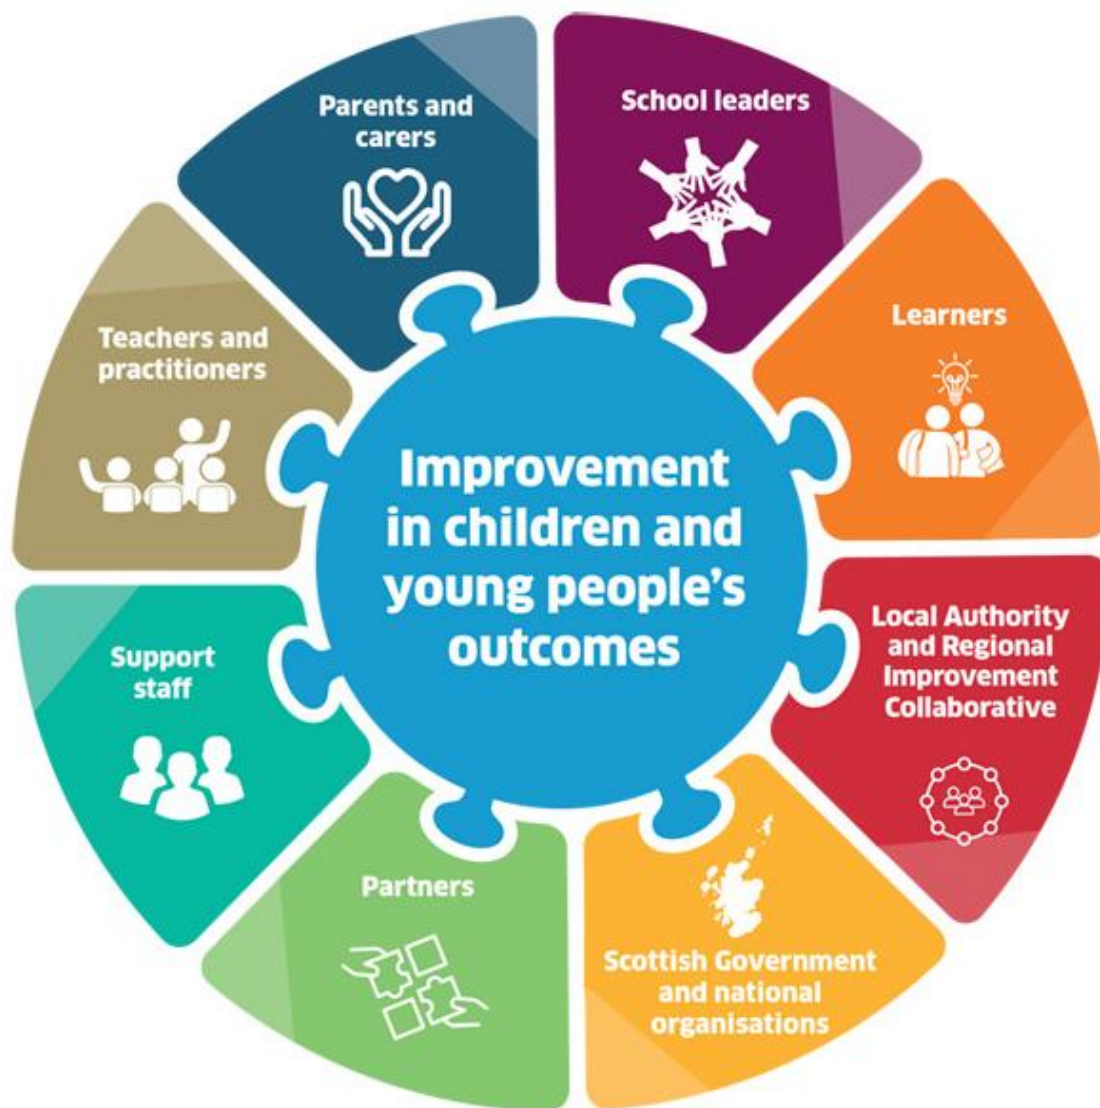 Parents and
carers
School leaders
Learners
Local Authority
and Regional
Improvement
Collaborative
Scottish Government
and national
organisations
Partners
Support
staff
Teachers and
practitioners
Improvement
in children and
young people's
outcomes